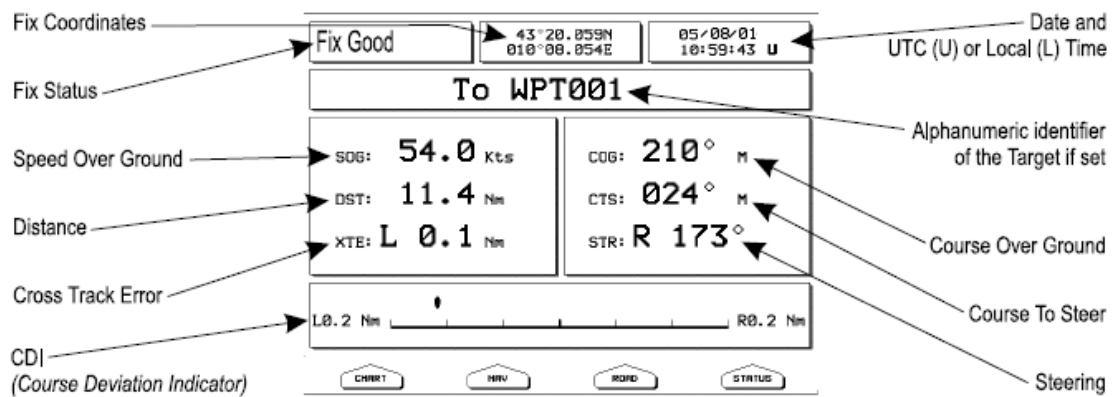 Fix Coordinates
Fix Status
Speed Over Ground
Distance
Cross Track Error
CDI
(Course Deviation Indicator)
Fix Good
43°20.059N
010°08.054E
05/08/01
10:59:43 U
To WPT001
SOG: 54.0 Kts
DST: 11.4 Nm
XTE: L 0.1 Nm
COG: 210° M
CTS: 024° M
STR: R 173°
L0.2 Nm
R0.2 Nm
CHART
NAV
ROAD
STATUS
Date and
UTC (U) or Local (L) Time
Alphanumeric identifier
of the Target if set
Course Over Ground
Course To Steer
Steering